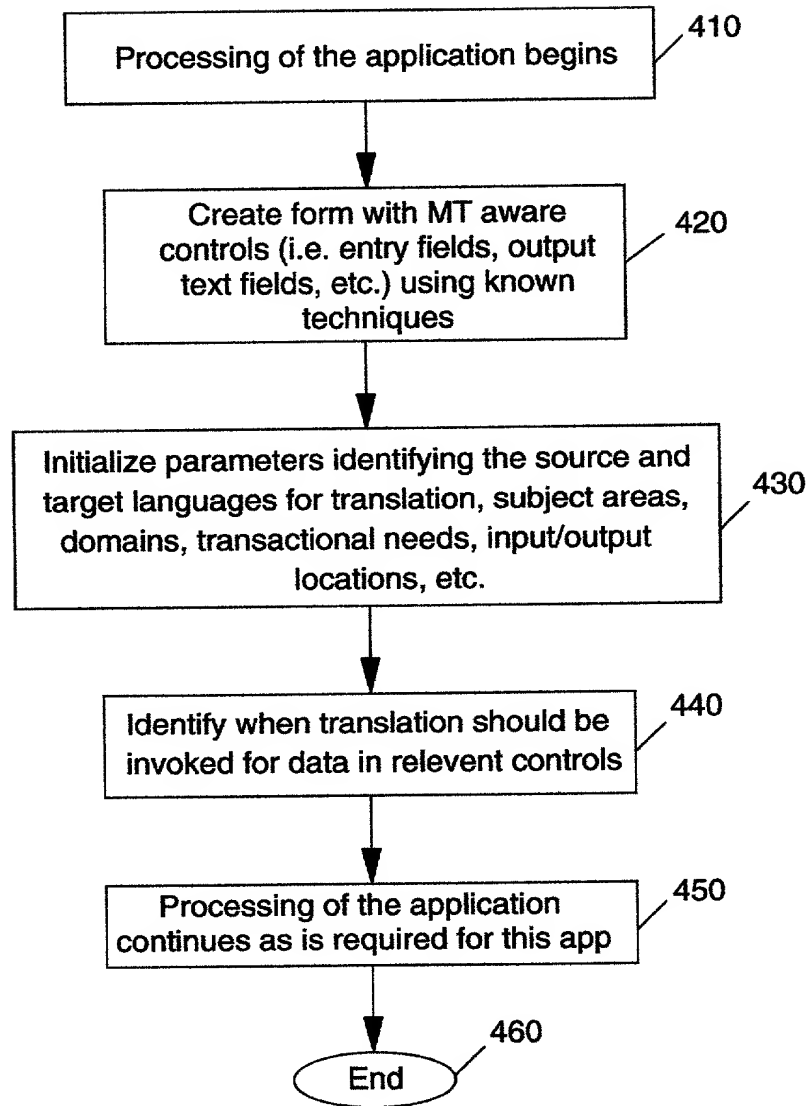 Processing of the application begins
410
Create form with MT aware
controls (i.e. entry fields, output
text fields, etc.) using known
techniques
420
Initialize parameters identifying the source and
target languages for translation, subject areas,
domains, transactional needs, input/output
locations, etc.
430
Identify when translation should be
invoked for data in relevent controls
440
Processing of the application
continues as is required for this app
450
End
460